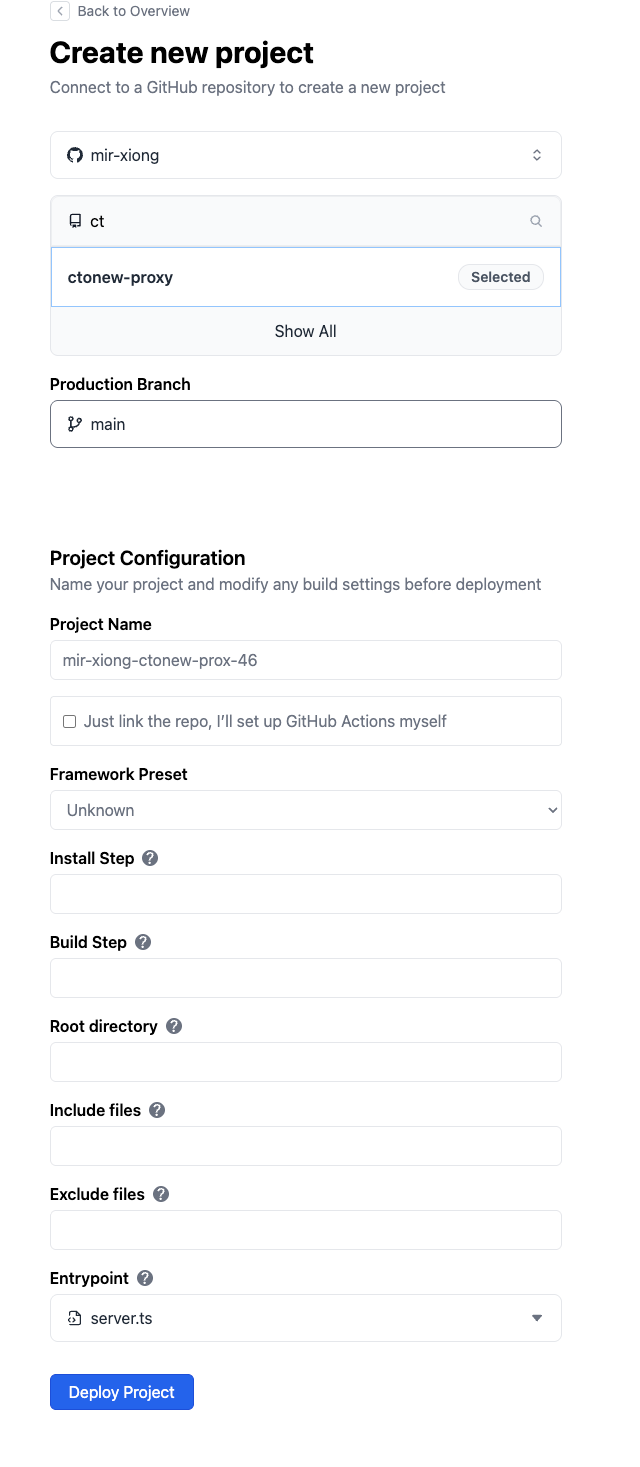 Back to Overview
Create new project
Connect to a GitHub repository to create a new project
mir-xiong
ct
ctonew-proxy Selected
Show All
Production Branch
main
Project Configuration
Name your project and modify any build settings before deployment
Project Name
mir-xiong-ctonew-prox-46
Just link the repo, I’ll set up GitHub Actions myself
Framework Preset
Unknown
Install Step ?
Build Step ?
Root directory ?
Include files ?
Exclude files ?
Entrypoint ?
server.ts
Deploy Project